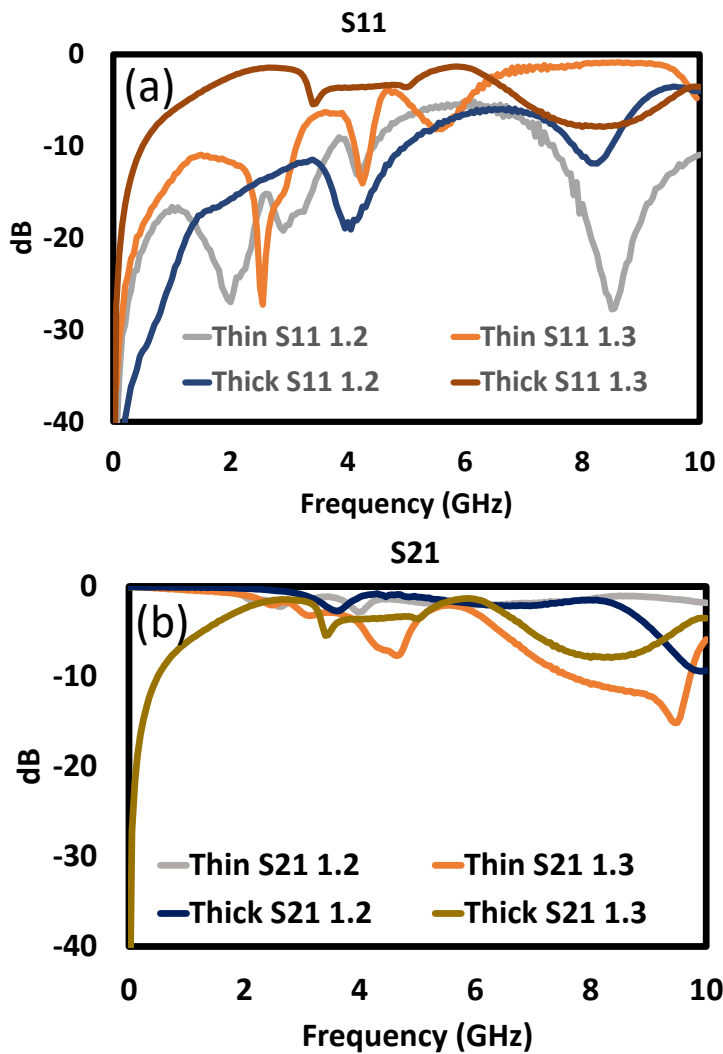 S11
(a)
0
-10
-20
-30
-40
dB
Thin S11 1.2
Thin S11 1.3
Thick S11 1.2
Thick S11 1.3
0 2 4 6 8 10
Frequency (GHz)
S21
(b)
0
-10
-20
-30
-40
dB
Thin S21 1.2
Thin S21 1.3
Thick S21 1.2
Thick S21 1.3
0 2 4 6 8 10
Frequency (GHz)